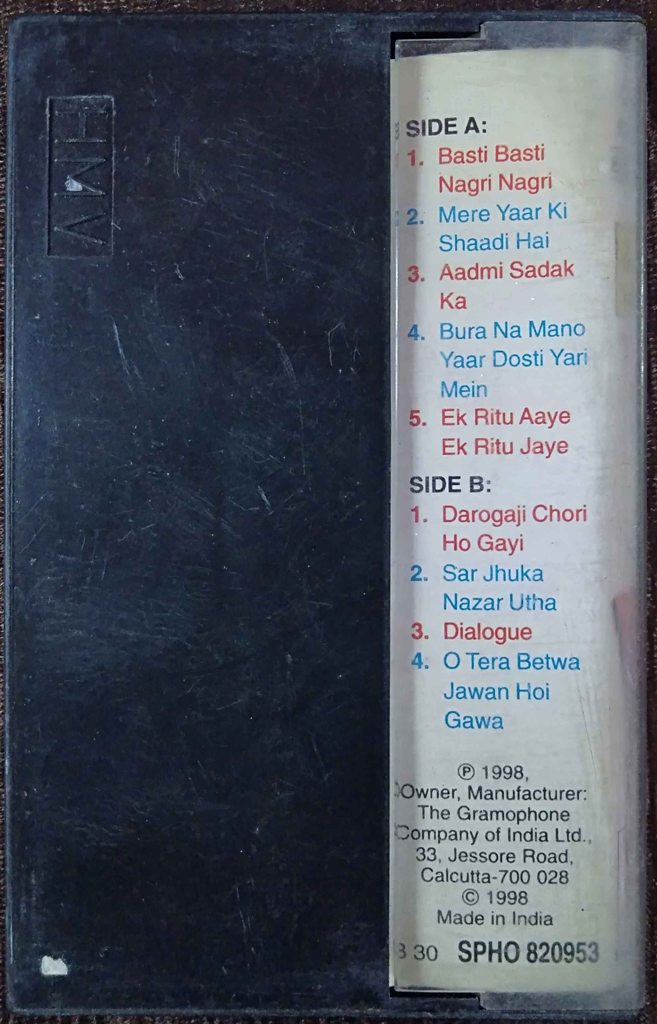 HMV
SIDE A:
1. Basti Basti
Nagri Nagri
2. Mere Yaar Ki
Shaadi Hai
3. Aadmi Sadak
Ka
4. Bura Na Mano
Yaar Dosti Yari
Mein
5. Ek Ritu Aaye
Ek Ritu Jaye
SIDE B:
1. Darogaji Chori
Ho Gayi
2. Sar Jhuka
Nazar Utha
3. Dialogue
4. O Tera Betwa
Jawan Hoi
Gawa
℗ 1998,
Owner, Manufacturer:
The Gramophone
Company of India Ltd.,
33, Jessore Road,
Calcutta-700 028
© 1998
Made in India
30 SPHO 820953